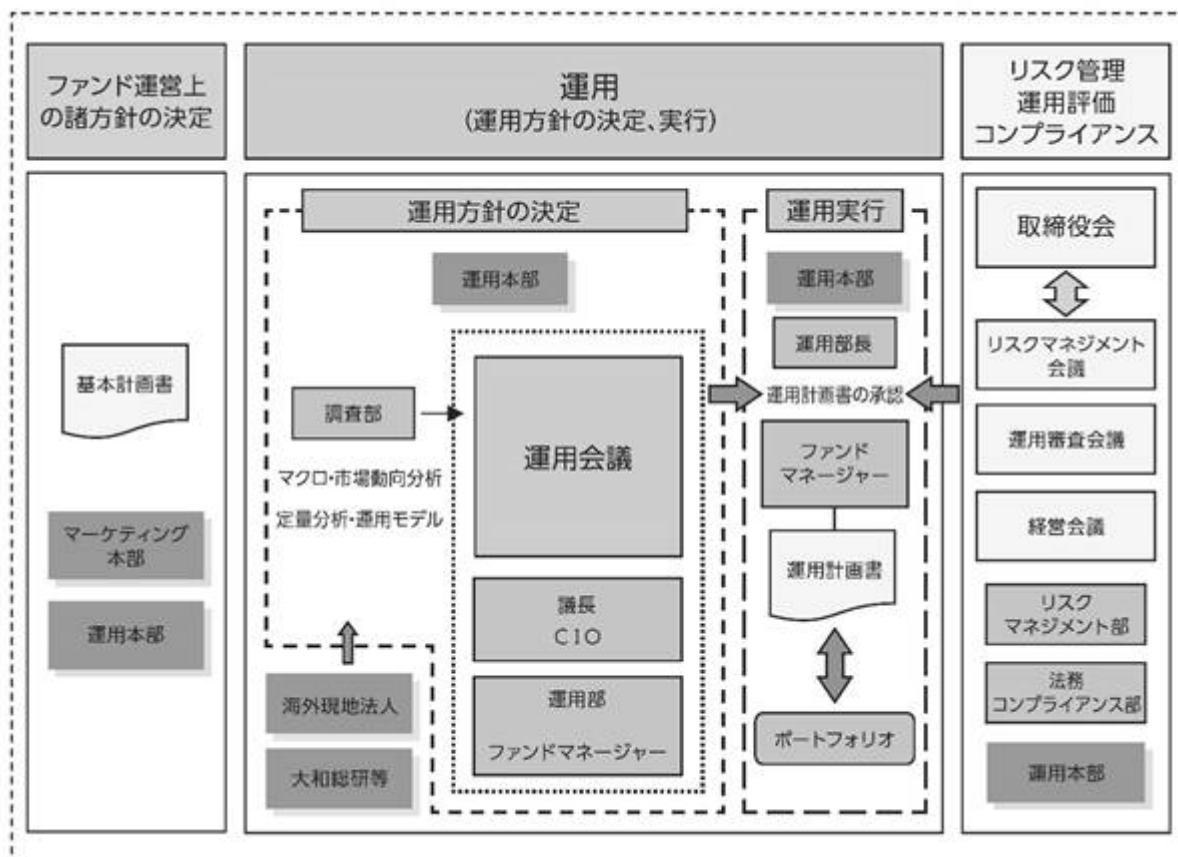 ファンド運営上
の諸方針の決定
運用
(運用方針の決定、実行)
リスク管理
運用評価
コンプライアンス
基本計画書
マーケティング
本部
運用本部
運用方針の決定
運用本部
調査部
マクロ・市場動向分析
定量分析・運用モデル
運用会議
議長
CIO
運用部
ファンドマネージャー
海外現地法人
大和総研等
運用実行
運用本部
運用部長
運用計画書の承認
ファンド
マネージャー
運用計画書
ポートフォリオ
取締役会
リスクマネジメント
会議
運用審査会議
経営会議
リスク
マネジメント部
法務
コンプライアンス部
運用本部